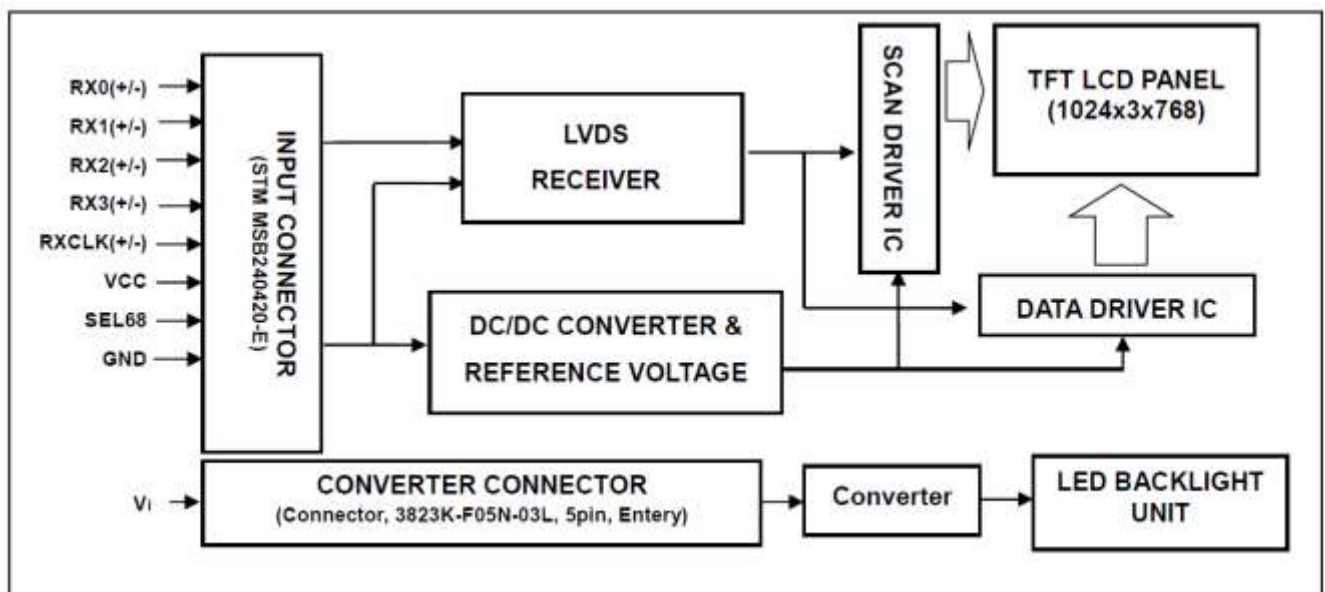 RX0(+/-)
RX1(+/-)
RX2(+/-)
RX3(+/-)
RXCLK(+/-)
VCC
SEL68
GND
INPUT CONNECTOR
(STM MSB240420-E)
LVDS
RECEIVER
DC/DC CONVERTER &
REFERENCE VOLTAGE
SCAN DRIVER IC
TFT LCD PANEL
(1024x3x768)
DATA DRIVER IC
Vi
CONVERTER CONNECTOR
(Connector, 3823K-F05N-03L, 5pin, Entery)
Converter
LED BACKLIGHT
UNIT